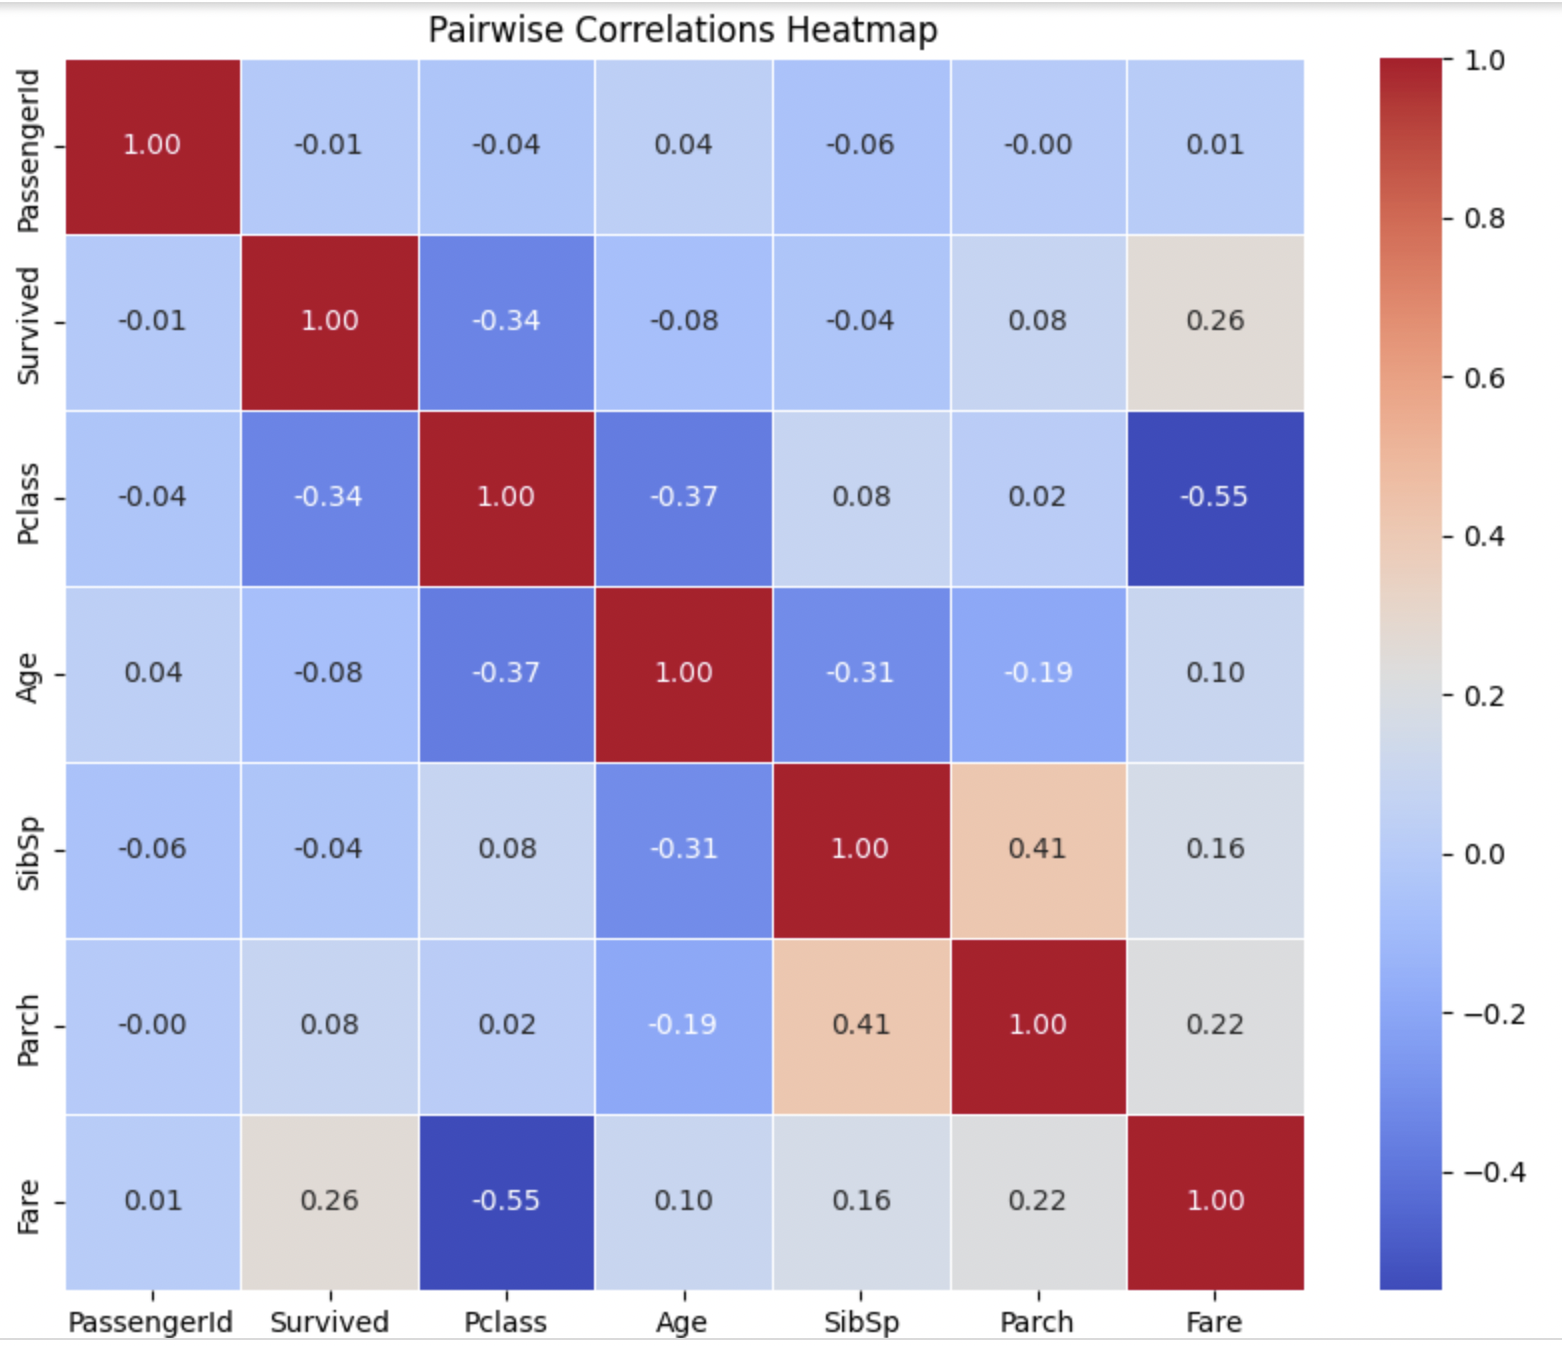 Pairwise Correlations Heatmap
PassengerId 1.00 -0.01 -0.04 0.04 -0.06 -0.00 0.01
Survived -0.01 1.00 -0.34 -0.08 -0.04 0.08 0.26
Pclass -0.04 -0.34 1.00 -0.37 0.08 0.02 -0.55
Age 0.04 -0.08 -0.37 1.00 -0.31 -0.19 0.10
SibSp -0.06 -0.04 0.08 -0.31 1.00 0.41 0.16
Parch -0.00 0.08 0.02 -0.19 0.41 1.00 0.22
Fare 0.01 0.26 -0.55 0.10 0.16 0.22 1.00
PassengerId Survived Pclass Age SibSp Parch Fare
1.0
0.8
0.6
0.4
0.2
0.0
−0.2
−0.4